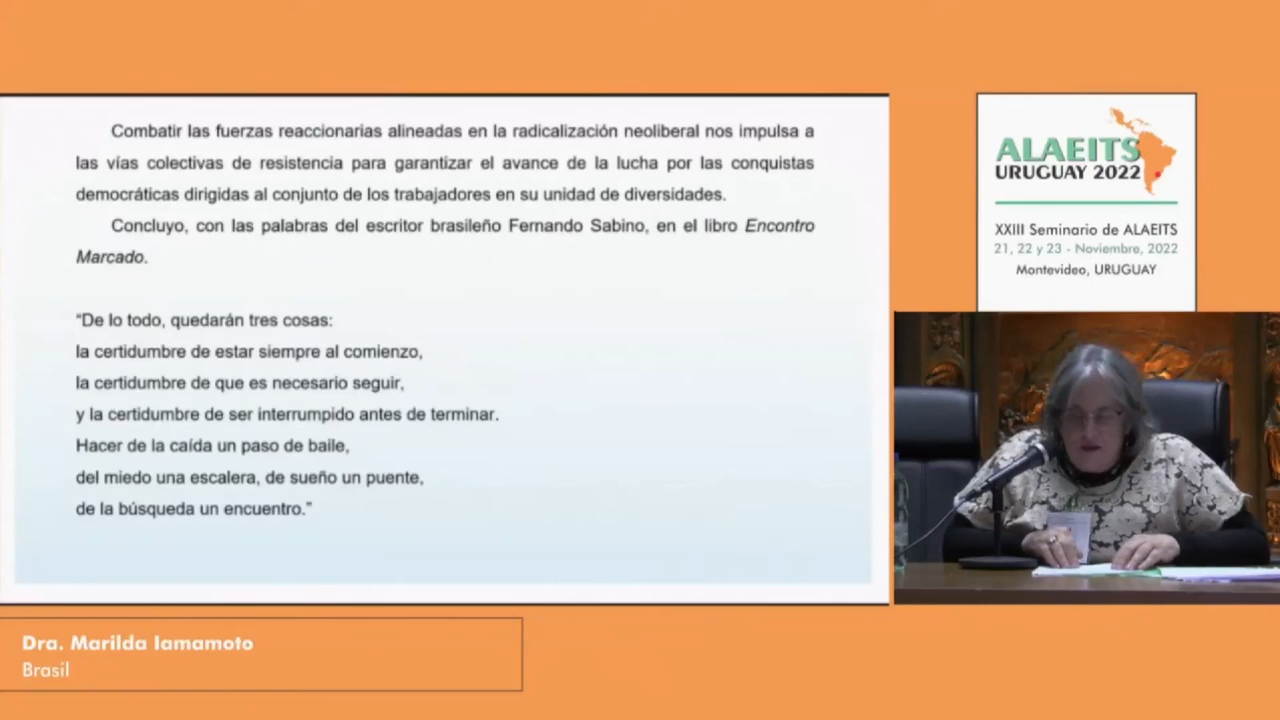 Combatir las fuerzas reaccionarias alineadas en la radicalización neoliberal nos impulsa a
las vías colectivas de resistencia para garantizar el avance de la lucha por las conquistas
democráticas dirigidas al conjunto de los trabajadores en su unidad de diversidades.
Concluyo, con las palabras del escritor brasileño Fernando Sabino, en el libro Encontro
Marcado.
“De lo todo, quedarán tres cosas:
la certidumbre de estar siempre al comienzo,
la certidumbre de que es necesario seguir,
y la certidumbre de ser interrumpido antes de terminar.
Hacer de la caída un paso de baile,
del miedo una escalera, de sueño un puente,
de la búsqueda un encuentro.”
ALAEITS
URUGUAY 2022
XXIII Seminario de ALAEITS
21, 22 y 23 - Noviembre, 2022
Montevideo, URUGUAY
Dra. Marilda Iamamoto
Brasil